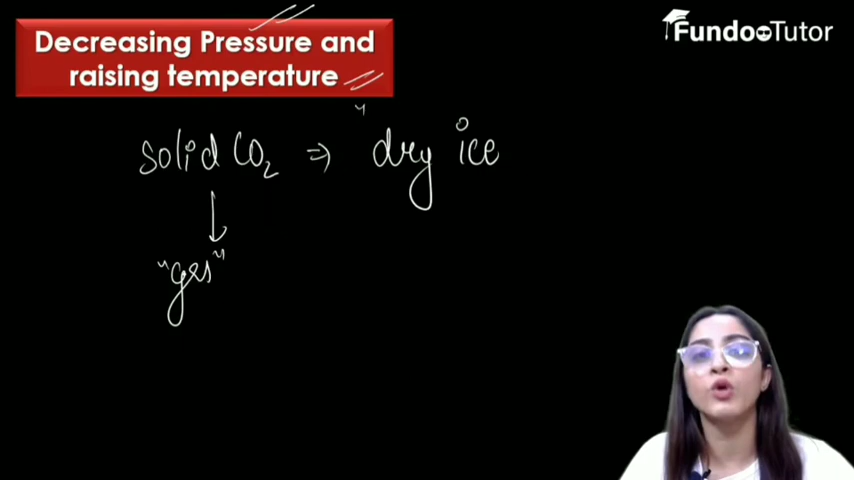 Decreasing Pressure and
raising temperature
FundooTutor
solid CO₂ ⇒ "dry ice
↓
"gas"